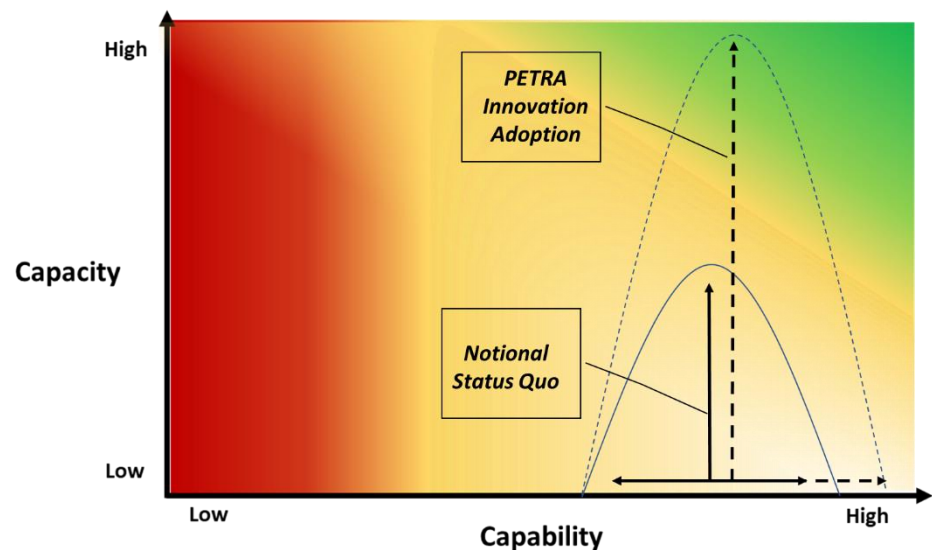 High
PETRA
Innovation
Adoption
Capacity
Notional
Status Quo
Low
Low
High
Capability